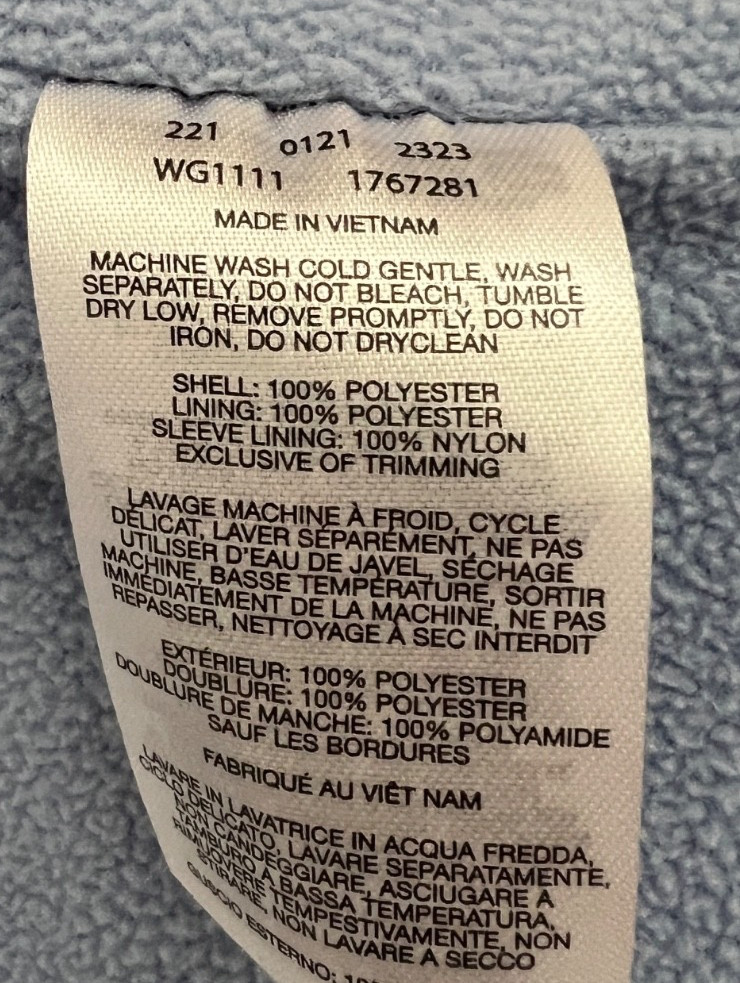 221 0121 2323
WG1111 1767281
MADE IN VIETNAM
MACHINE WASH COLD GENTLE, WASH
SEPARATELY, DO NOT BLEACH, TUMBLE
DRY LOW, REMOVE PROMPTLY, DO NOT
IRON, DO NOT DRYCLEAN
SHELL: 100% POLYESTER
LINING: 100% POLYESTER
SLEEVE LINING: 100% NYLON
EXCLUSIVE OF TRIMMING
LAVAGE MACHINE À FROID, CYCLE
DÉLICAT, LAVER SÉPARÉMENT, NE PAS
UTILISER D'EAU DE JAVEL, SÉCHAGE
MACHINE, BASSE TEMPÉRATURE, SORTIR
IMMÉDIATEMENT DE LA MACHINE, NE PAS
REPASSER, NETTOYAGE À SEC INTERDIT
EXTÉRIEUR: 100% POLYESTER
DOUBLURE: 100% POLYESTER
DOUBLURE DE MANCHE: 100% POLYAMIDE
SAUF LES BORDURES
FABRIQUÉ AU VIÊT NAM
LAVARE IN LAVATRICE IN ACQUA FREDDA,
CICLO DELICATO, LAVARE SEPARATAMENTE,
NON CANDEGGIARE, ASCIUGARE A
TAMBURO A BASSA TEMPERATURA,
RIMUOVERE TEMPESTIVAMENTE, NON
STIRARE, NON LAVARE A SECCO
GUSCIO ESTERNO: